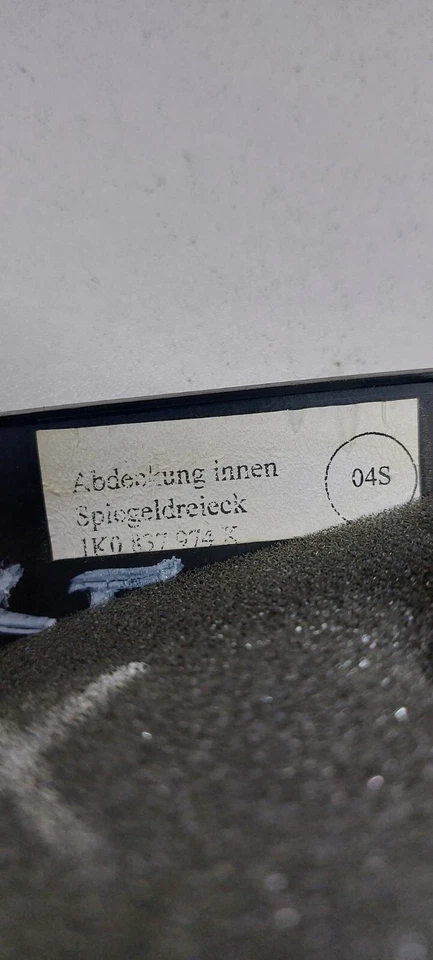 Abdeckung innen
Spiegeldreieck
1K0 837 974 K
04S